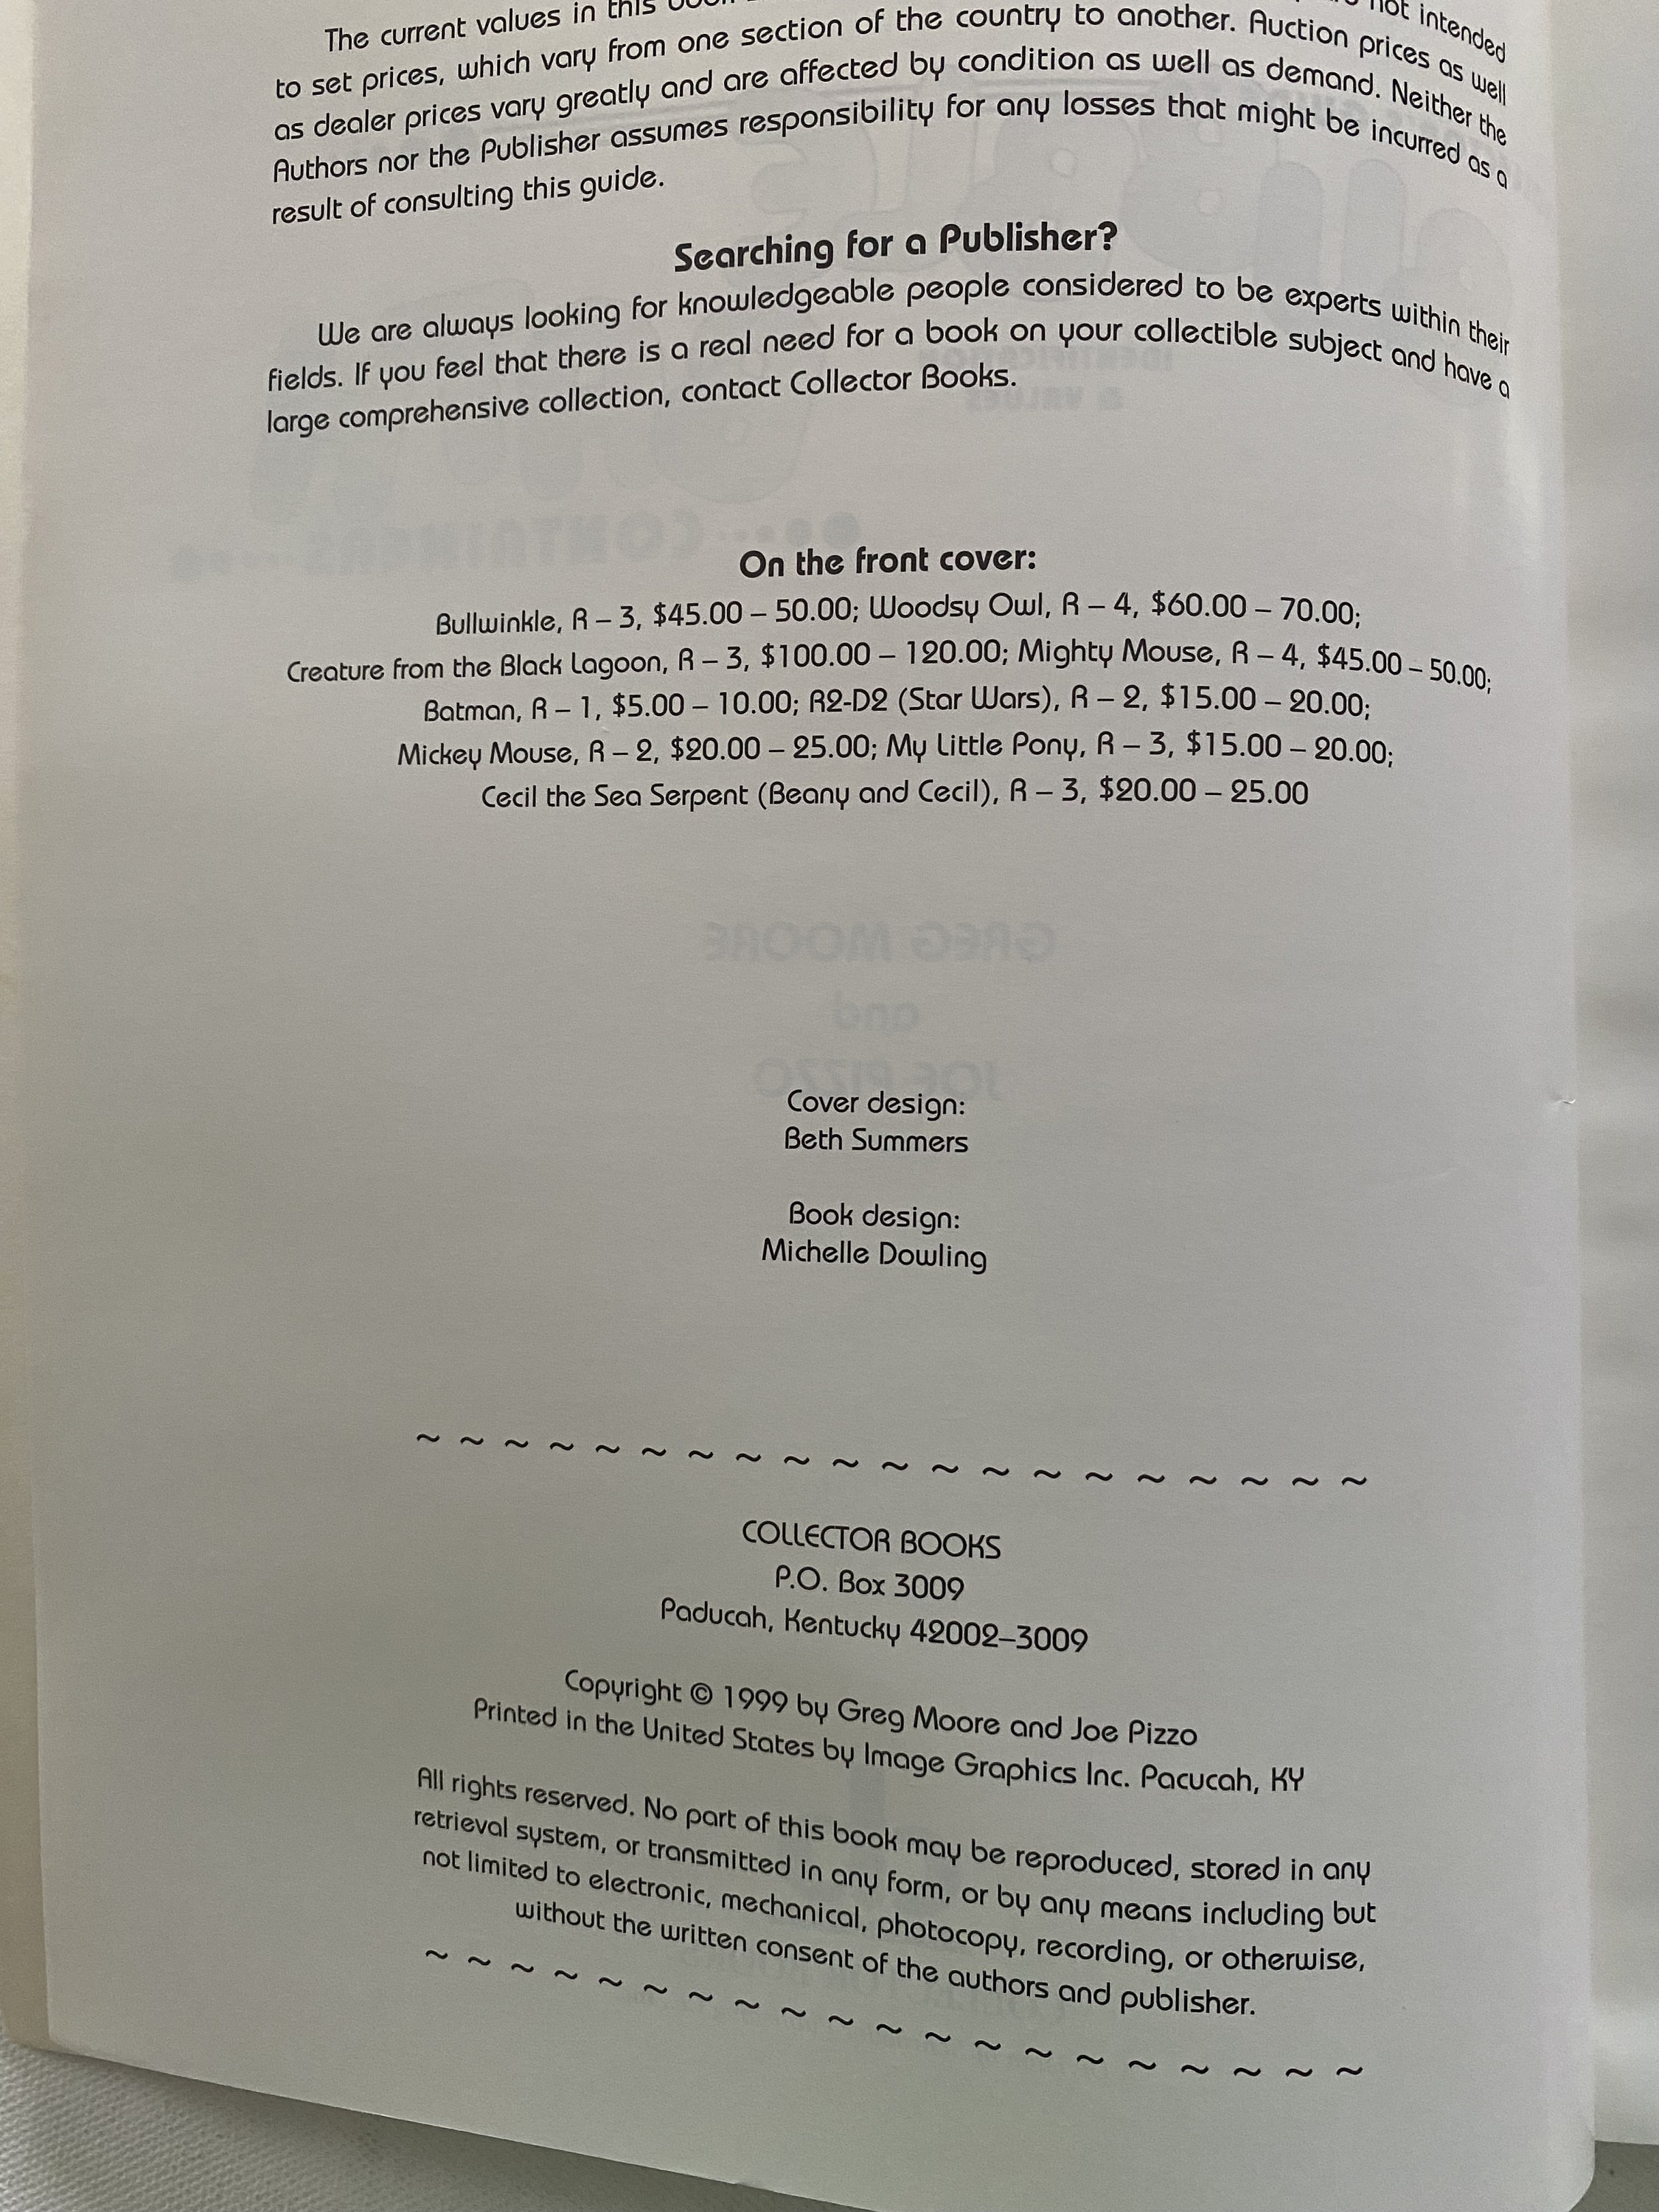 The current values in this book not intended
to set prices, which vary from one section of the country to another. Auction prices as well
as dealer prices vary greatly and are affected by condition as well as demand. Neither the
Authors nor the Publisher assumes responsibility for any losses that might be incurred as a
result of consulting this guide.
Searching for a Publisher?
We are always looking for knowledgeable people considered to be experts within their
fields. If you feel that there is a real need for a book on your collectible subject and have a
large comprehensive collection, contact Collector Books.
IDENTIFICATION
& VALUES
CONTAINERS
On the front cover:
Bullwinkle, R – 3, $45.00 – 50.00; Woodsy Owl, R – 4, $60.00 – 70.00;
Creature from the Black Lagoon, R – 3, $100.00 – 120.00; Mighty Mouse, R – 4, $45.00 – 50.00;
Batman, R – 1, $5.00 – 10.00; R2-D2 (Star Wars), R – 2, $15.00 – 20.00;
Mickey Mouse, R – 2, $20.00 – 25.00; My Little Pony, R – 3, $15.00 – 20.00;
Cecil the Sea Serpent (Beany and Cecil), R – 3, $20.00 – 25.00
GREG MOORE
and
JOE PIZZO
Cover design:
Beth Summers
Book design:
Michelle Dowling
~ ~ ~ ~ ~ ~ ~ ~ ~ ~ ~ ~ ~ ~ ~ ~ ~ ~ ~
COLLECTOR BOOKS
P.O. Box 3009
Paducah, Kentucky 42002–3009
Copyright © 1999 by Greg Moore and Joe Pizzo
Printed in the United States by Image Graphics Inc. Pacucah, KY
All rights reserved. No part of this book may be reproduced, stored in any
retrieval system, or transmitted in any form, or by any means including but
not limited to electronic, mechanical, photocopy, recording, or otherwise,
without the written consent of the authors and publisher.
~ ~ ~ ~ ~ ~ ~ ~ ~ ~ ~ ~ ~ ~ ~ ~ ~ ~ ~